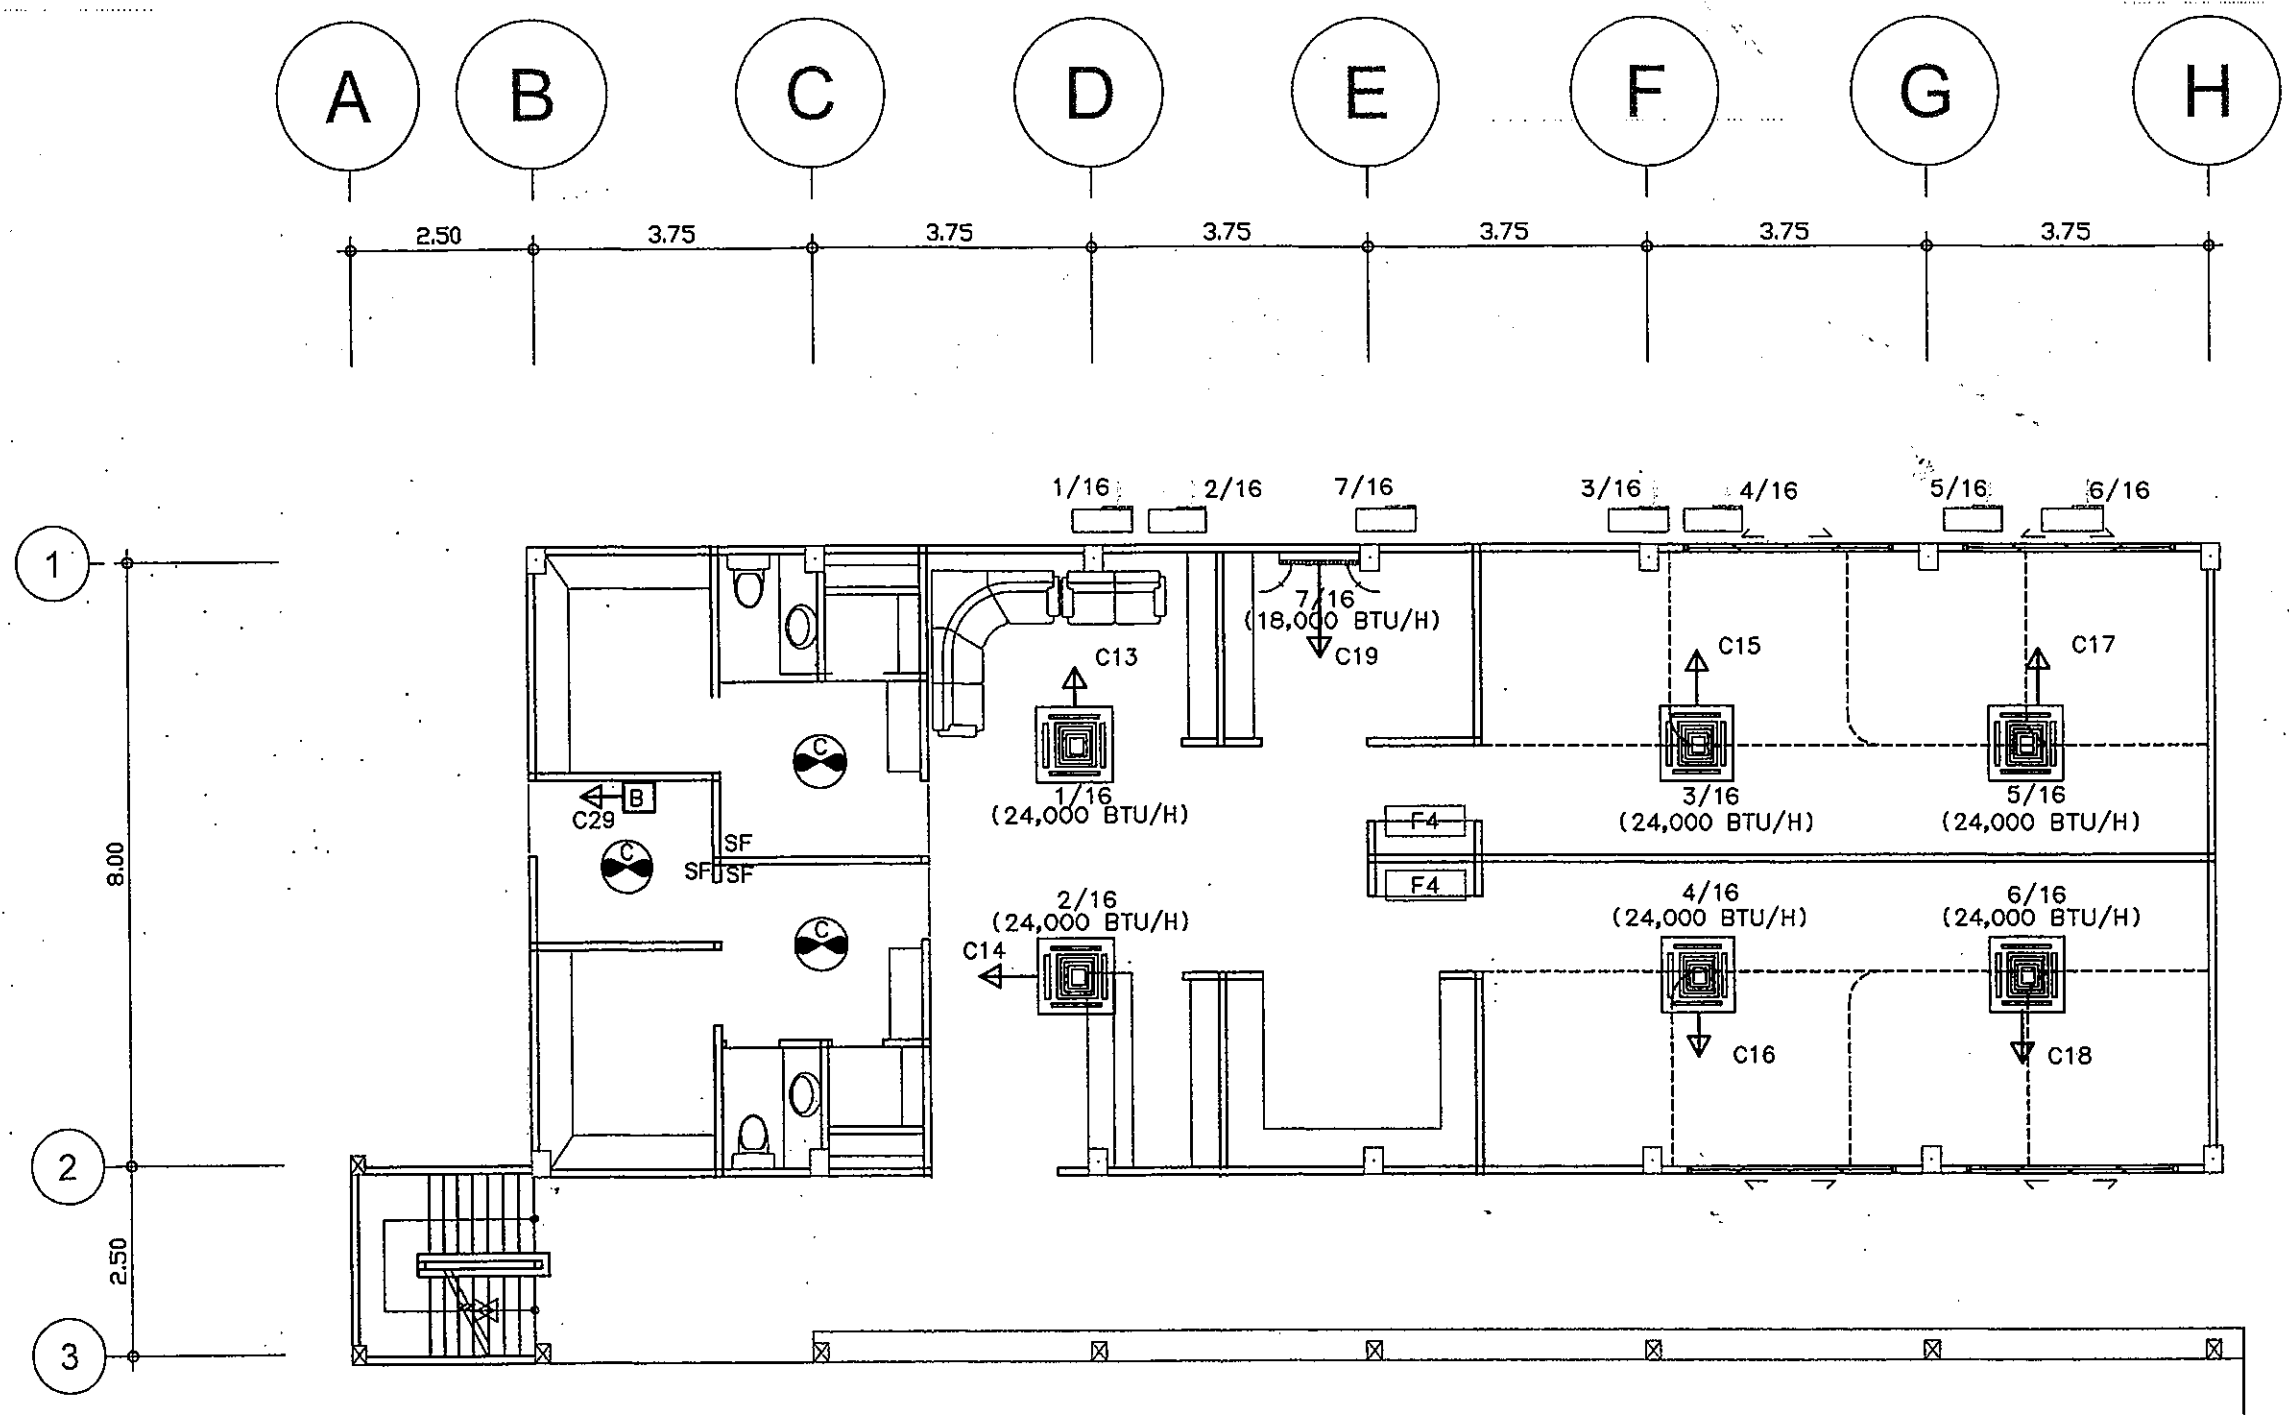 A B C D E F G H
2.50 3.75 3.75 3.75 3.75 3.75 3.75
1/16 2/16 7/16 3/16 4/16 5/16 6/16
1
7/16
(18,000 BTU/H)
C13 C19 C15 C17
C
B
C29
1/16
(24,000 BTU/H)
3/16
(24,000 BTU/H)
5/16
(24,000 BTU/H)
F4
SF
C
SF SF
8.00
F4
2/16
(24,000 BTU/H)
4/16
(24,000 BTU/H)
6/16
(24,000 BTU/H)
C
C14
C16 C18
2
2.50
3